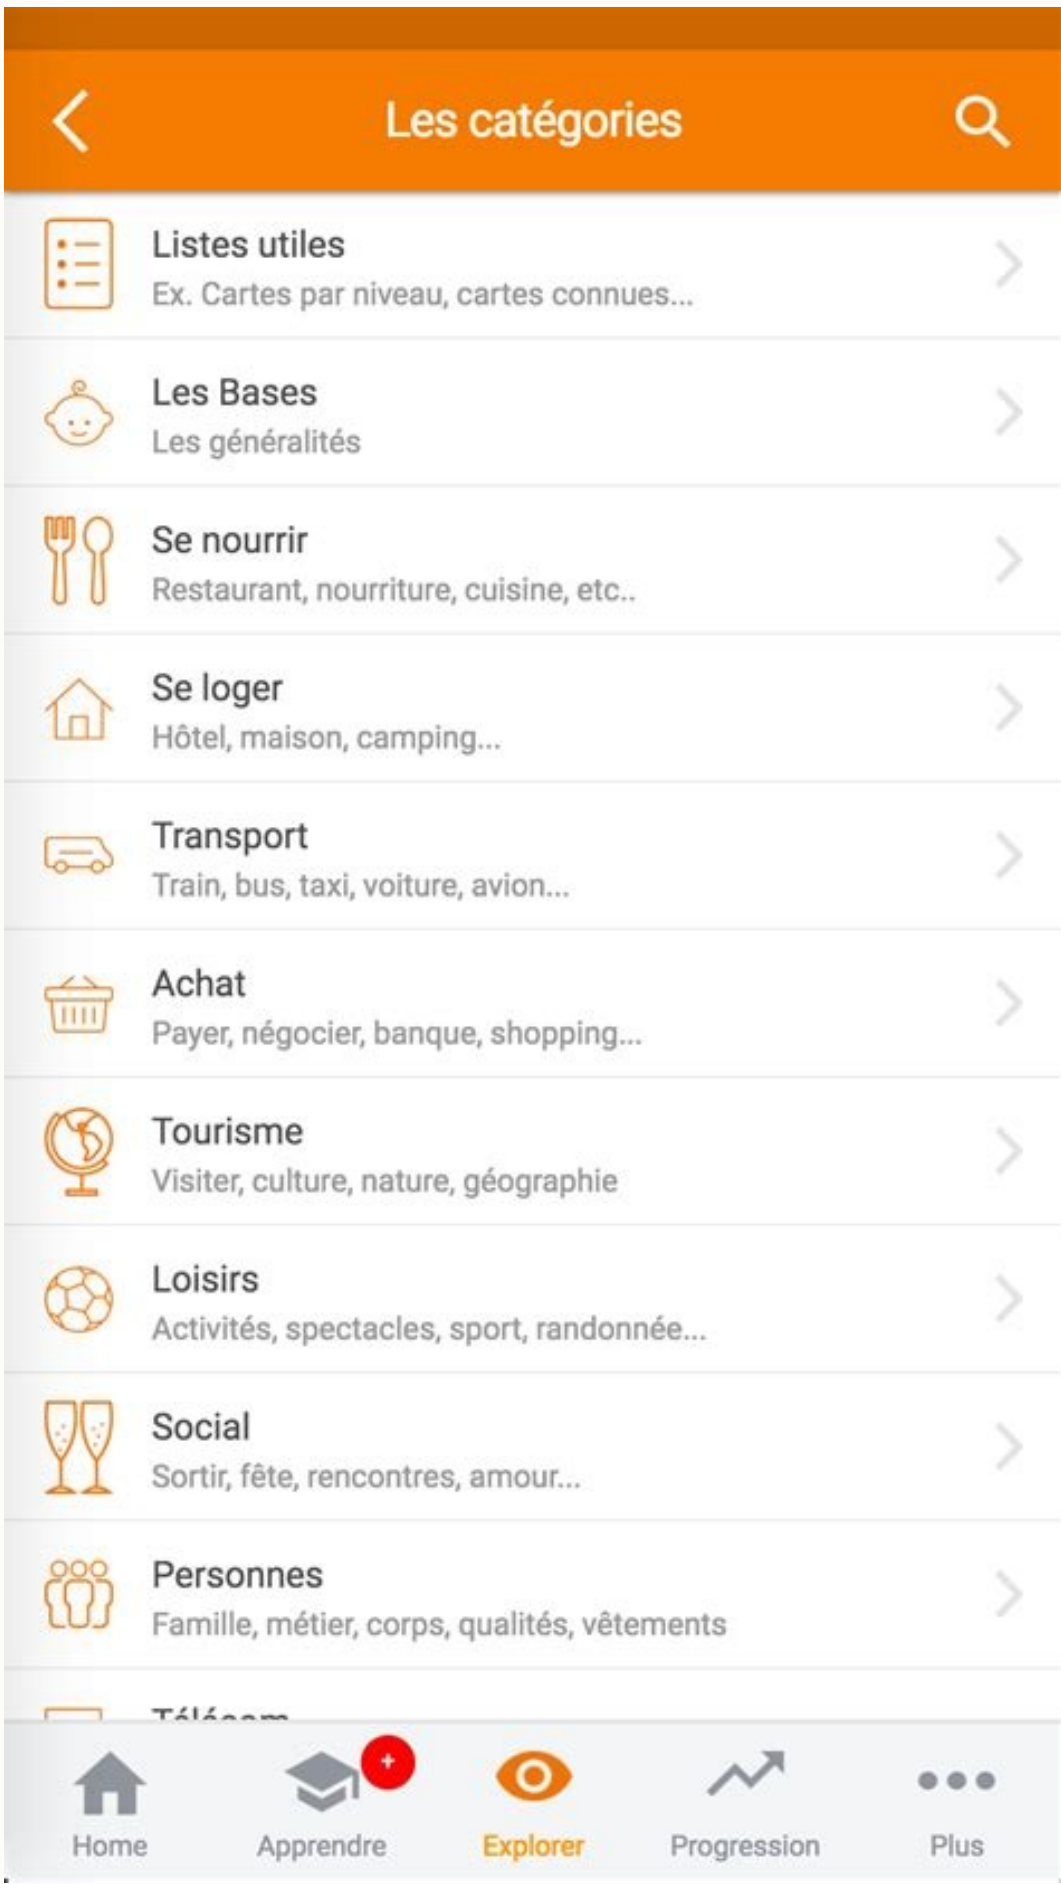 Les catégories
Listes utiles
Ex. Cartes par niveau, cartes connues...
Les Bases
Les généralités
Se nourrir
Restaurant, nourriture, cuisine, etc..
Se loger
Hôtel, maison, camping...
Transport
Train, bus, taxi, voiture, avion...
Achat
Payer, négocier, banque, shopping...
Tourisme
Visiter, culture, nature, géographie
Loisirs
Activités, spectacles, sport, randonnée...
Social
Sortir, fête, rencontres, amour...
Personnes
Famille, métier, corps, qualités, vêtements
Télécom
+
Home
Apprendre
Explorer
Progression
Plus